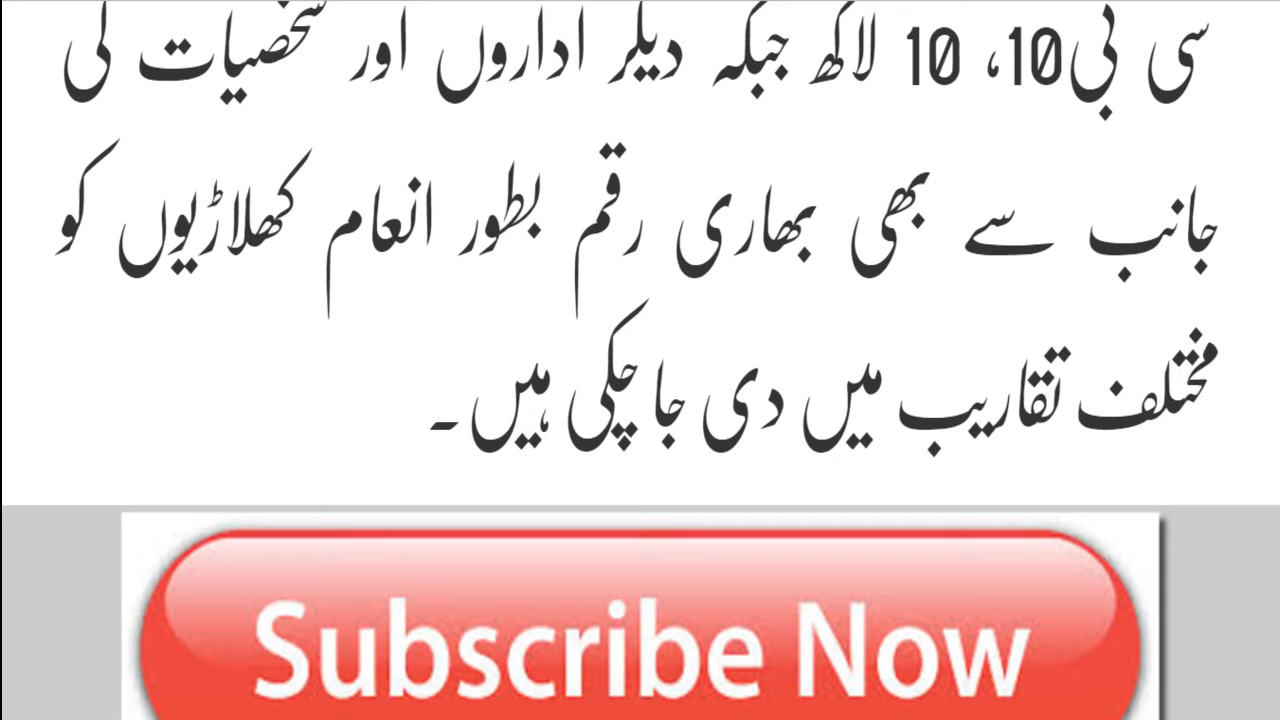 سی بی10، 10 لاکھ جبکہ دیگر اداروں اور شخصیات کی
جانب سے بھی بھاری رقم بطور انعام کھلاڑیوں کو
مختلف تقاریب میں دی جا چکی ہیں۔
Subscribe Now